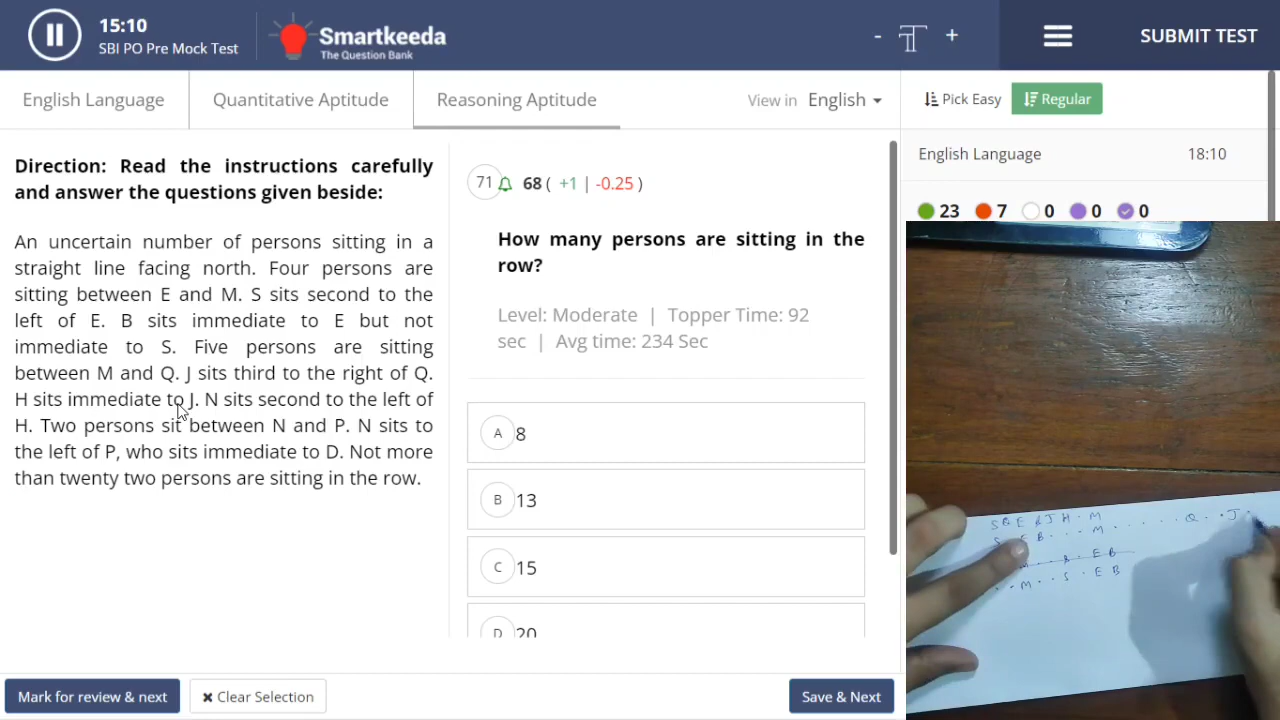 15:10
SBI PO Pre Mock Test
Smartkeeda
The Question Bank
- T +
SUBMIT TEST
English Language
Quantitative Aptitude
Reasoning Aptitude
View in English
Pick Easy
Regular
English Language 18:10
23 7 0 0 0
Direction: Read the instructions carefully
and answer the questions given beside:
An uncertain number of persons sitting in a
straight line facing north. Four persons are
sitting between E and M. S sits second to the
left of E. B sits immediate to E but not
immediate to S. Five persons are sitting
between M and Q. J sits third to the right of Q.
H sits immediate to J. N sits second to the left of
H. Two persons sit between N and P. N sits to
the left of P, who sits immediate to D. Not more
than twenty two persons are sitting in the row.
71 68 ( +1 | -0.25 )
How many persons are sitting in the
row?
Level: Moderate | Topper Time: 92
sec | Avg time: 234 Sec
A 8
B 13
C 15
D 20
S Q E B J H . M
S E B . . . M . . . . . Q . . J
M . . B . E B
. . M . . S . E B
Mark for review & next
Clear Selection
Save & Next